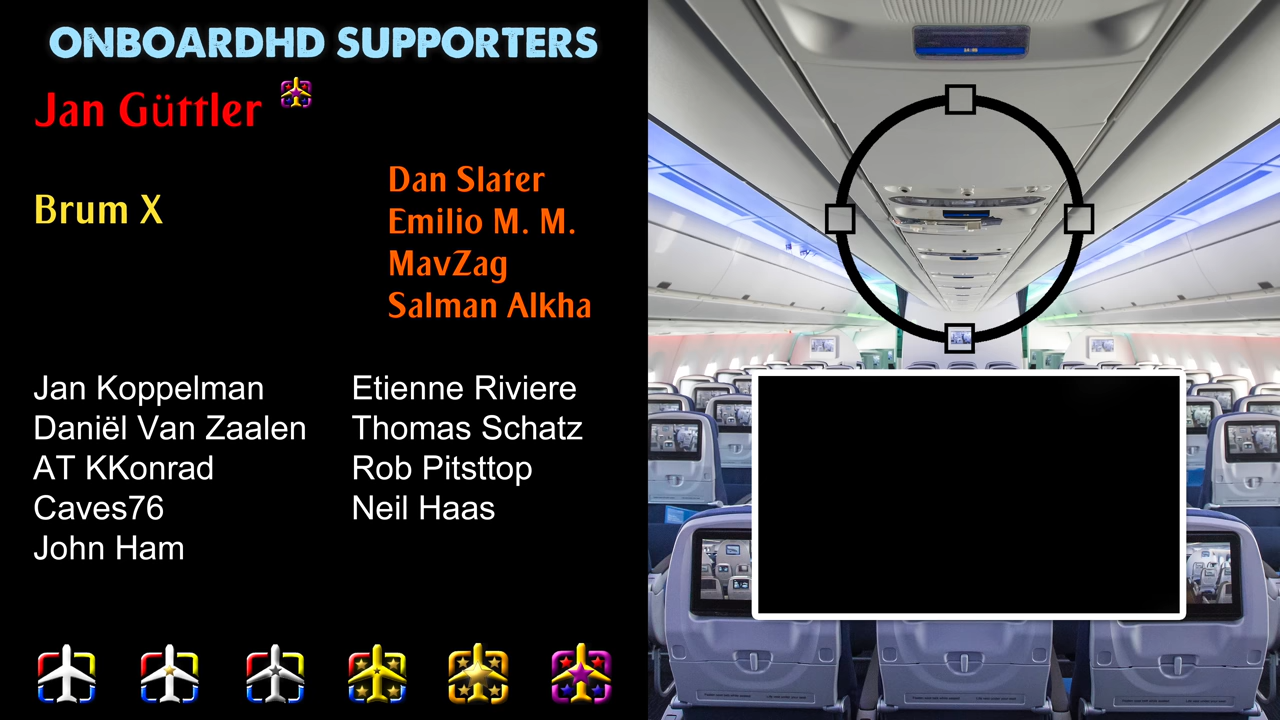 ONBOARDHD SUPPORTERS
Jan Güttler
Brum X
Dan Slater
Emilio M. M.
MavZag
Salman Alkha
Jan Koppelman
Daniël Van Zaalen
AT KKonrad
Caves76
John Ham
Etienne Riviere
Thomas Schatz
Rob Pitsttop
Neil Haas